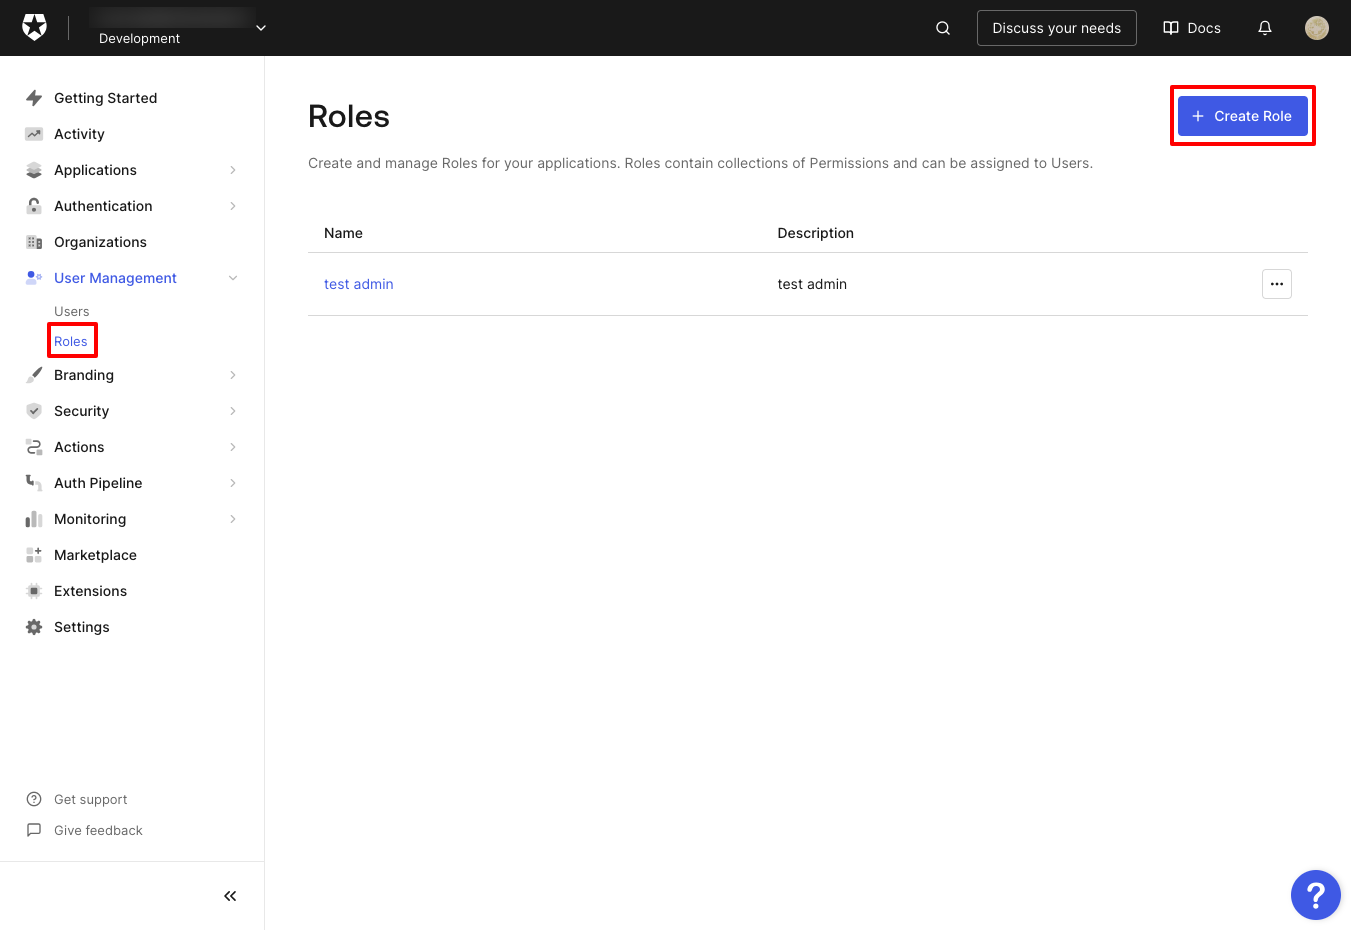 Development
Discuss your needs
Docs
Getting Started
Activity
Applications
Authentication
Organizations
User Management
Users
Roles
Branding
Security
Actions
Auth Pipeline
Monitoring
Marketplace
Extensions
Settings
Get support
Give feedback
Roles
+ Create Role
Create and manage Roles for your applications. Roles contain collections of Permissions and can be assigned to Users.
Name Description
test admin test admin
?